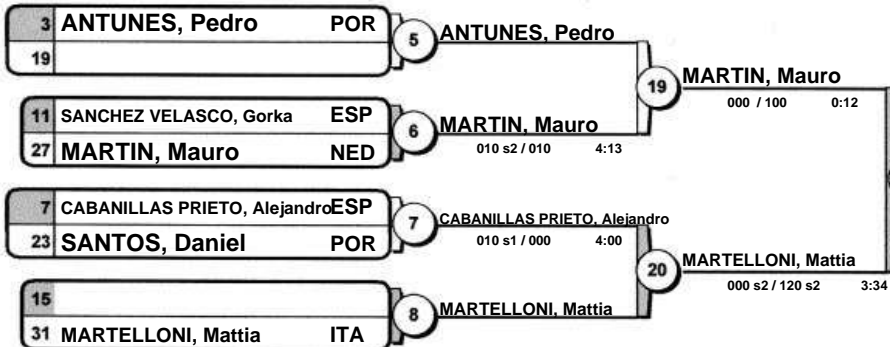 3 ANTUNES, Pedro POR
19
5
ANTUNES, Pedro
11 SANCHEZ VELASCO, Gorka ESP
27 MARTIN, Mauro NED
6
MARTIN, Mauro
010 s2 / 010 4:13
19
MARTIN, Mauro
000 / 100 0:12
7 CABANILLAS PRIETO, Alejandro ESP
23 SANTOS, Daniel POR
7
CABANILLAS PRIETO, Alejandro
010 s1 / 000 4:00
15
31 MARTELLONI, Mattia ITA
8
MARTELLONI, Mattia
20
MARTELLONI, Mattia
000 s2 / 120 s2 3:34